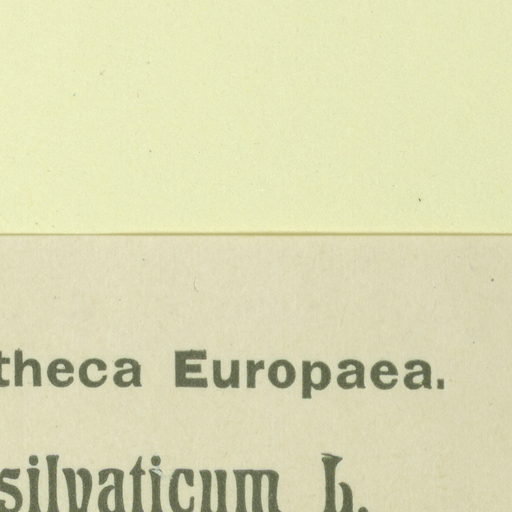 theca Europaea.
silvaticum L.